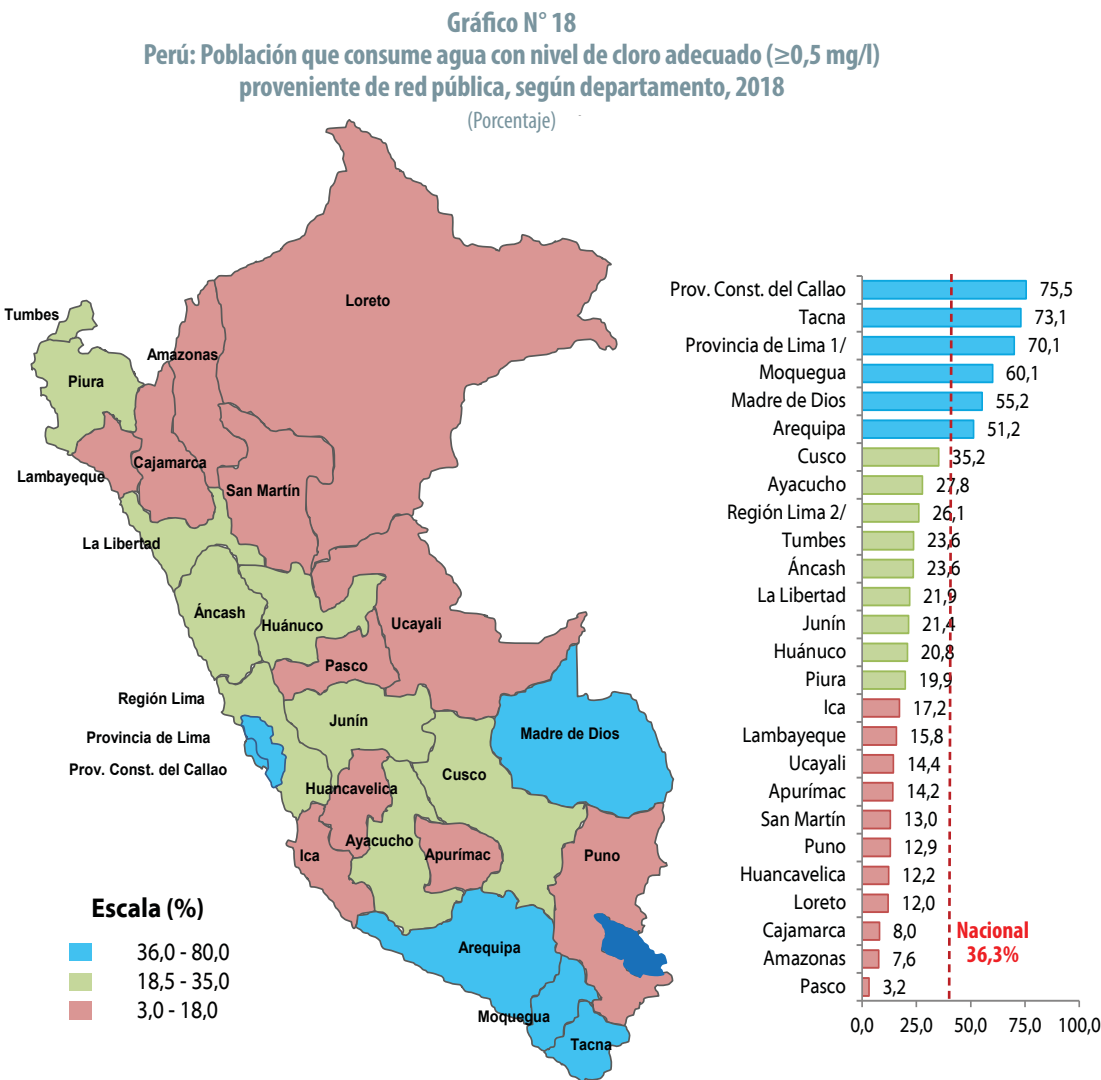 Gráfico N° 18
Perú: Población que consume agua con nivel de cloro adecuado (≥0,5 mg/l)
proveniente de red pública, según departamento, 2018
(Porcentaje)
Loreto
Tumbes
Amazonas
Piura
Cajamarca
Lambayeque
San Martín
La Libertad
Áncash
Huánuco
Ucayali
Pasco
Región Lima
Junín
Provincia de Lima
Madre de Dios
Prov. Const. del Callao
Cusco
Huancavelica
Ayacucho
Ica
Apurímac
Puno
Arequipa
Moquegua
Tacna
Escala (%)
36,0 - 80,0
18,5 - 35,0
3,0 - 18,0
Prov. Const. del Callao 75,5
Tacna 73,1
Provincia de Lima 1/ 70,1
Moquegua 60,1
Madre de Dios 55,2
Arequipa 51,2
Cusco 35,2
Ayacucho 27,8
Región Lima 2/ 26,1
Tumbes 23,6
Áncash 23,6
La Libertad 21,9
Junín 21,4
Huánuco 20,8
Piura 19,9
Ica 17,2
Lambayeque 15,8
Ucayali 14,4
Apurímac 14,2
San Martín 13,0
Puno 12,9
Huancavelica 12,2
Loreto 12,0
Cajamarca 8,0
Amazonas 7,6
Pasco 3,2
Nacional
36,3%
0,0 25,0 50,0 75,0 100,0